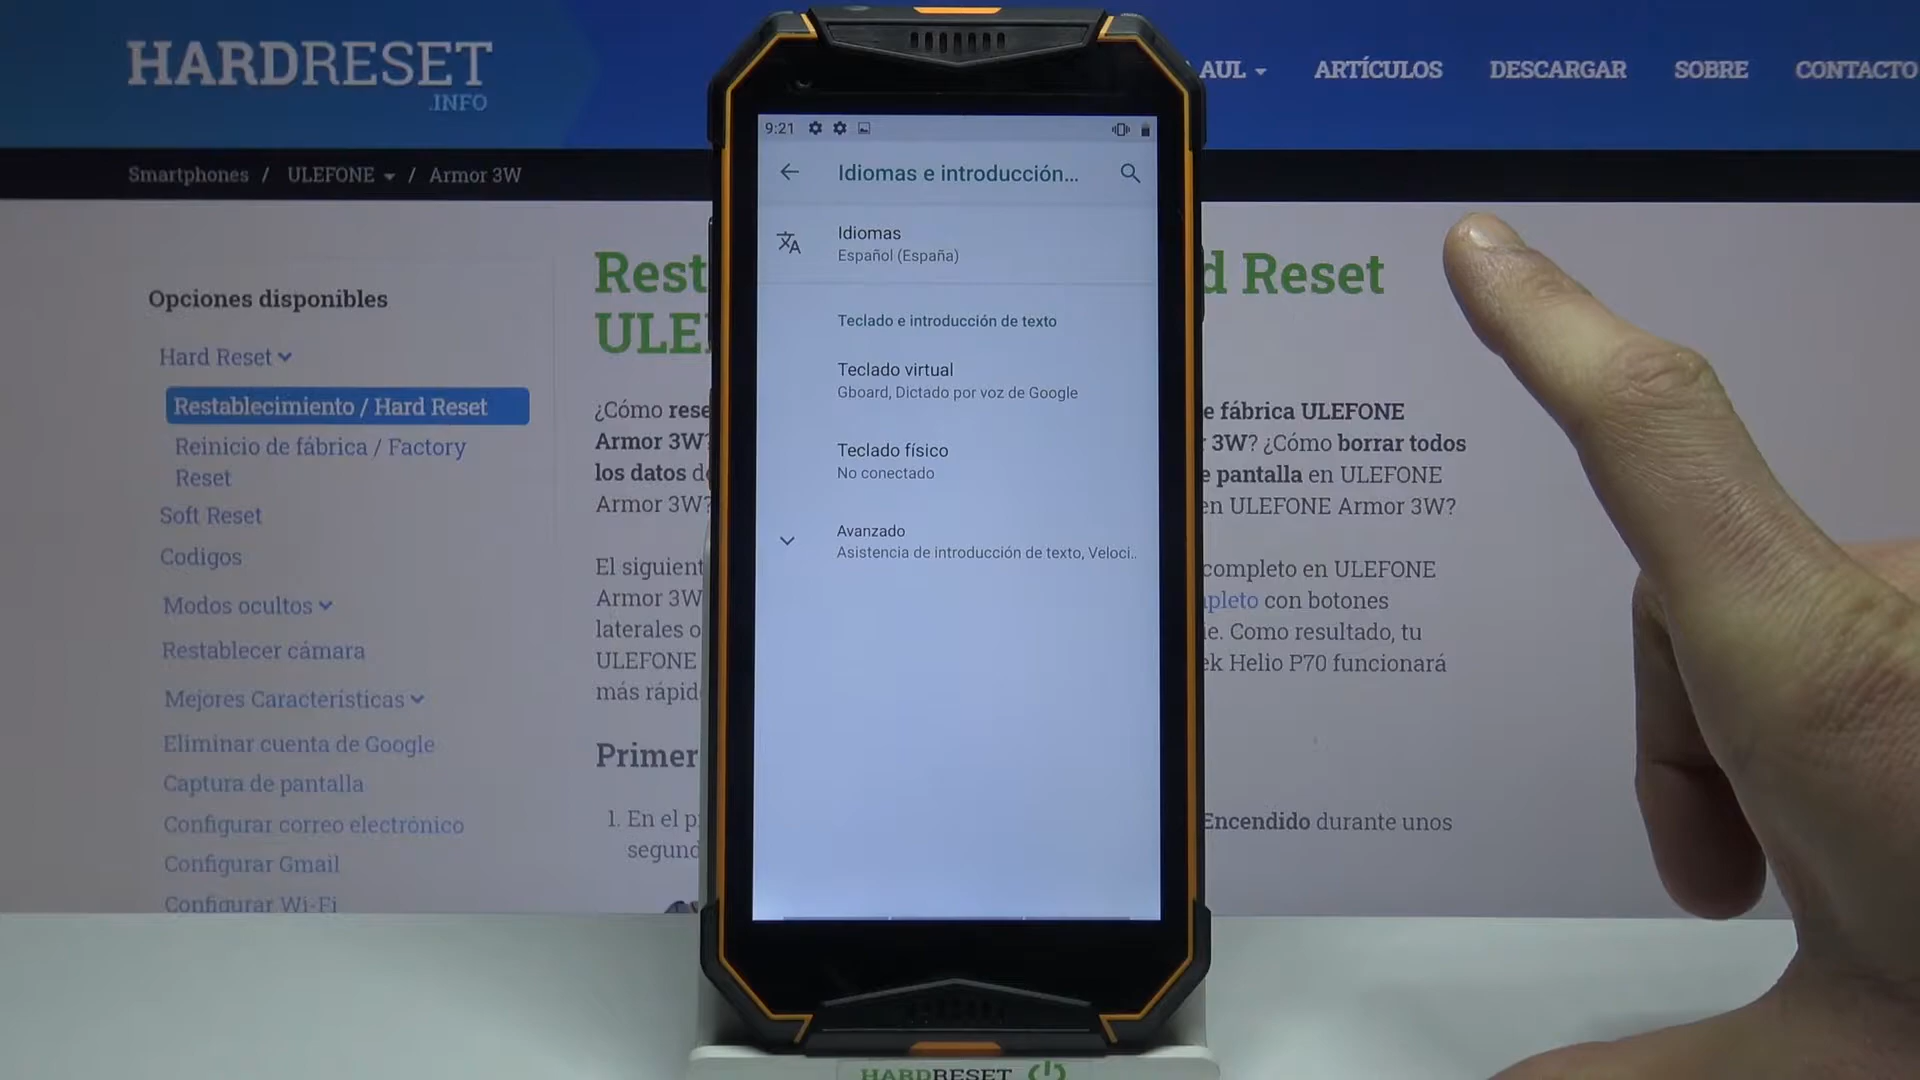 HARDRESET
.INFO
AUL
ARTÍCULOS
DESCARGAR
SOBRE
CONTACTO
Smartphones / ULEFONE / Armor 3W
Opciones disponibles
Hard Reset
Restablecimiento / Hard Reset
Reinicio de fábrica / Factory
Reset
Soft Reset
Codigos
Modos ocultos
Restablecer cámara
Mejores Características
Eliminar cuenta de Google
Captura de pantalla
Configurar correo electrónico
Configurar Gmail
Configurar Wi-Fi
Rest
d Reset
ULE
¿Cómo rese
e fábrica ULEFONE
Armor 3W?
3W? ¿Cómo borrar todos
los datos d
e pantalla en ULEFONE
Armor 3W?
en ULEFONE Armor 3W?
El siguient
completo en ULEFONE
Armor 3W
pleto con botones
laterales o
ie. Como resultado, tu
ULEFONE
ek Helio P70 funcionará
más rápid
Primer
1. En el p
Encendido durante unos
segund
9:21
Idiomas e introducción...
Idiomas
Español (España)
Teclado e introducción de texto
Teclado virtual
Gboard, Dictado por voz de Google
Teclado físico
No conectado
Avanzado
Asistencia de introducción de texto, Veloci..
HARDRESET